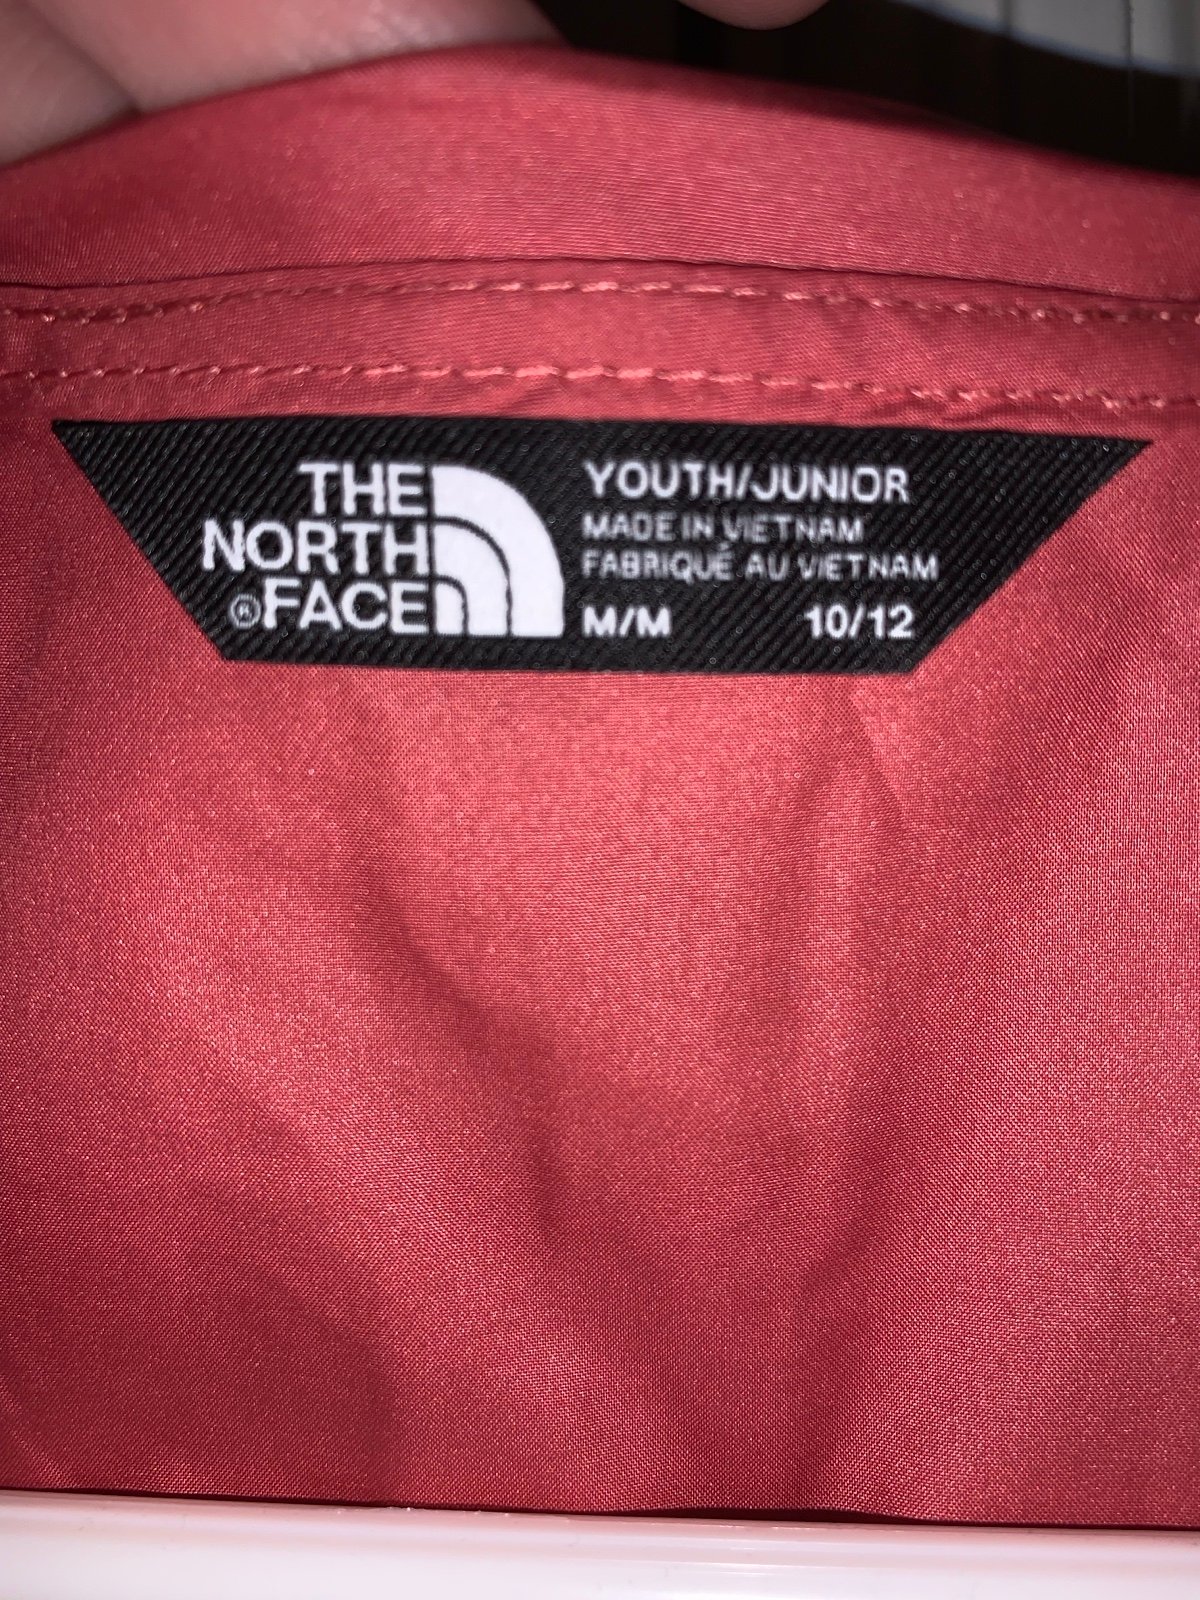 THE
NORTH
®FACE
YOUTH/JUNIOR
MADE IN VIETNAM
FABRIQUÉ AU VIETNAM
M/M 10/12